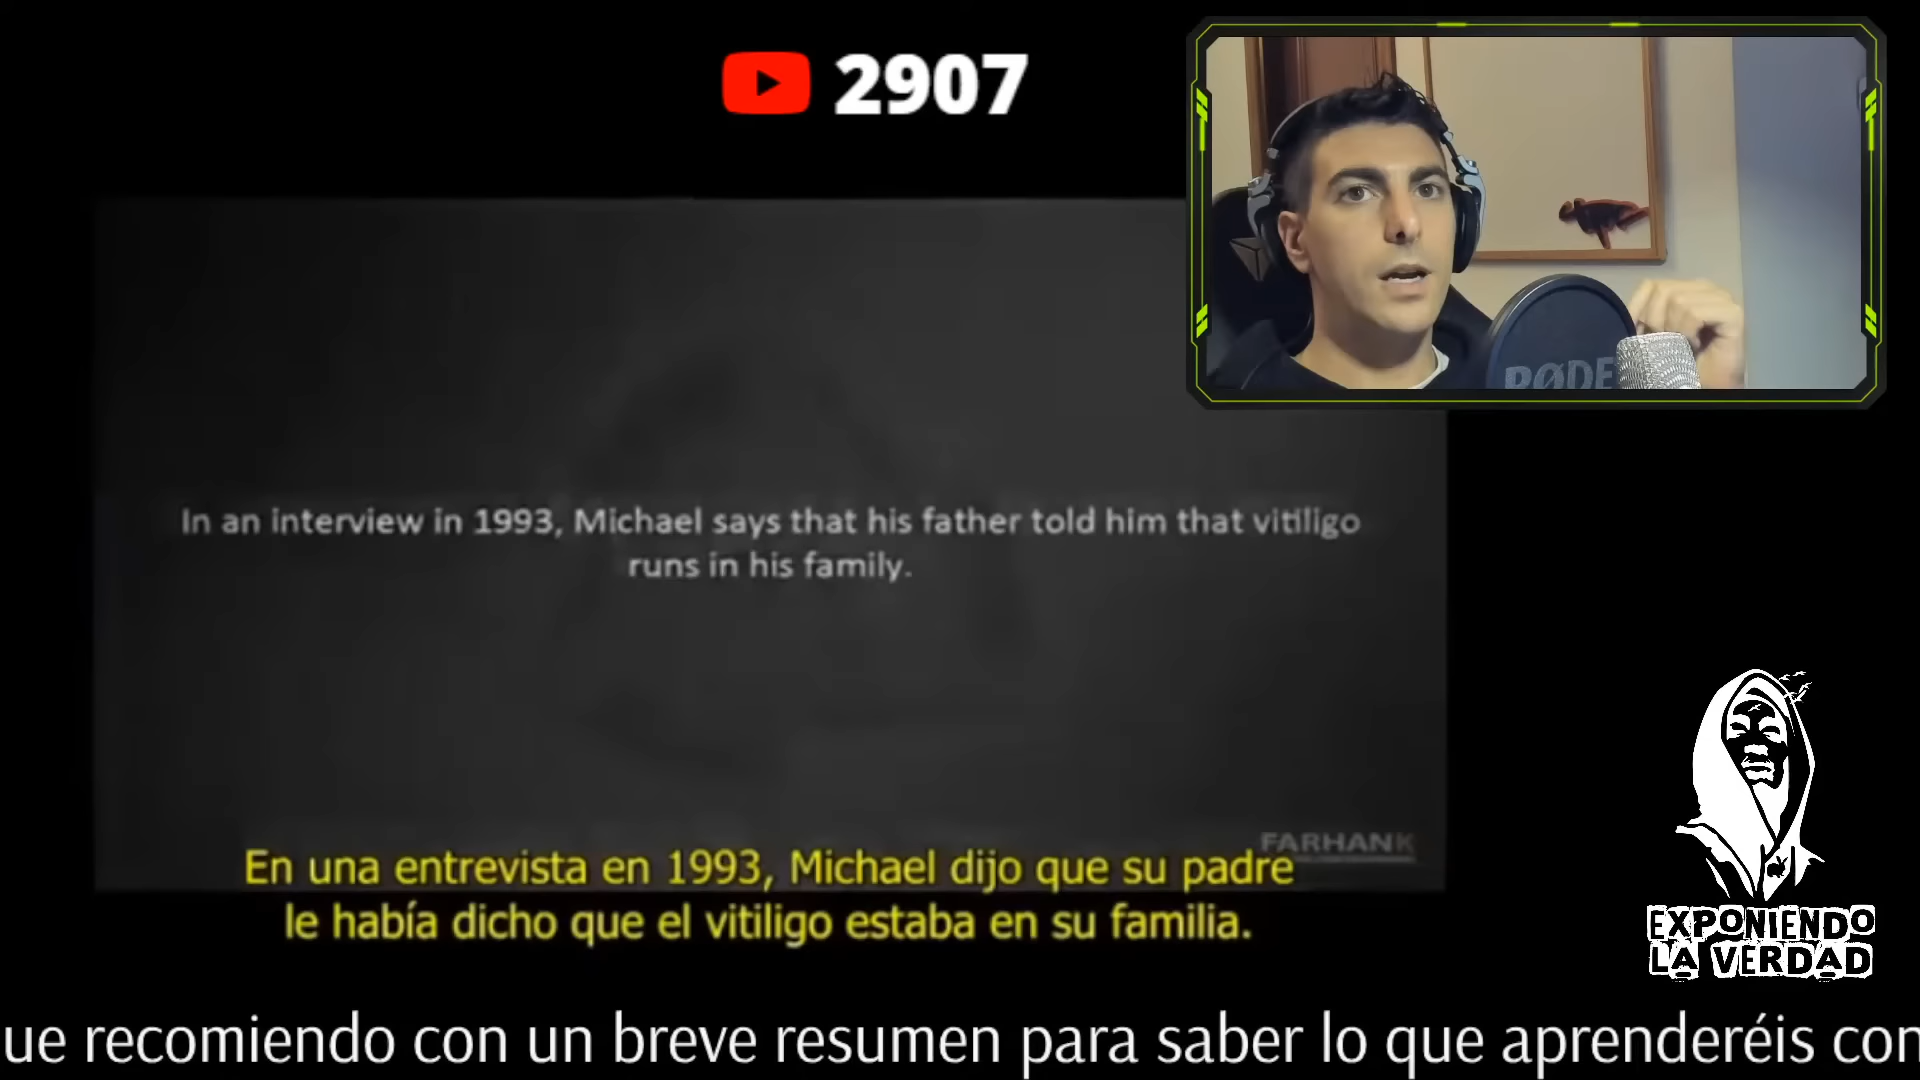 2907
RØDE
In an interview in 1993, Michael says that his father told him that vitiligo
runs in his family.
FARHANK
En una entrevista en 1993, Michael dijo que su padre
le había dicho que el vitiligo estaba en su familia.
EXPONIENDO
LA VERDAD
ue recomiendo con un breve resumen para saber lo que aprenderéis con